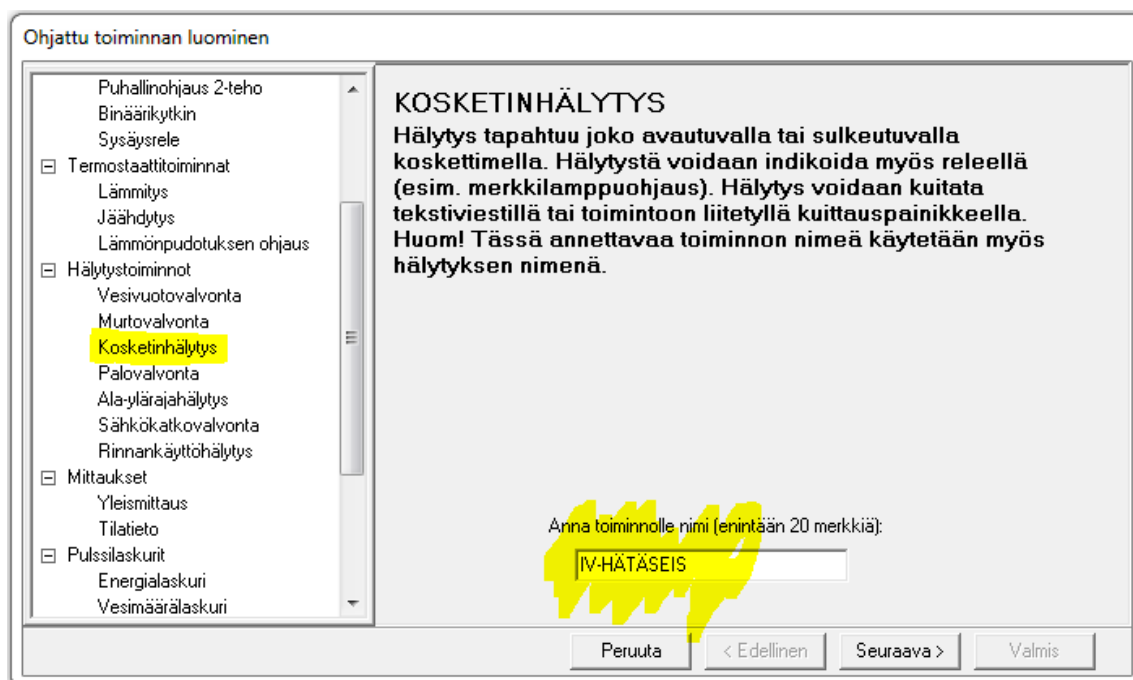 Ohjattu toiminnan luominen
Puhallinohjaus 2-teho
Binäärikytkin
Sysäysrele
Termostaattitoiminnat
Lämmitys
Jäähdytys
Lämmönpudotuksen ohjaus
Hälytystoiminnot
Vesivuotovalvonta
Murtovalvonta
Kosketinhälytys
Palovalvonta
Ala-ylärajahälytys
Sähkökatkovalvonta
Rinnankäyttöhälytys
Mittaukset
Yleismittaus
Tilatieto
Pulssilaskurit
Energialaskuri
Vesimäärälaskuri
KOSKETINHÄLYTYS
Hälytys tapahtuu joko avautuvalla tai sulkeutuvalla
koskettimella. Hälytystä voidaan indikoida myös releellä
(esim. merkkilamppuohjaus). Hälytys voidaan kuitata
tekstiviestillä tai toimintoon liitetyllä kuittauspainikkeella.
Huom! Tässä annettavaa toiminnon nimeä käytetään myös
hälytyksen nimenä.
Anna toiminnolle nimi (enintään 20 merkkiä):
IV-HÄTÄSEIS
Peruuta
< Edellinen
Seuraava >
Valmis